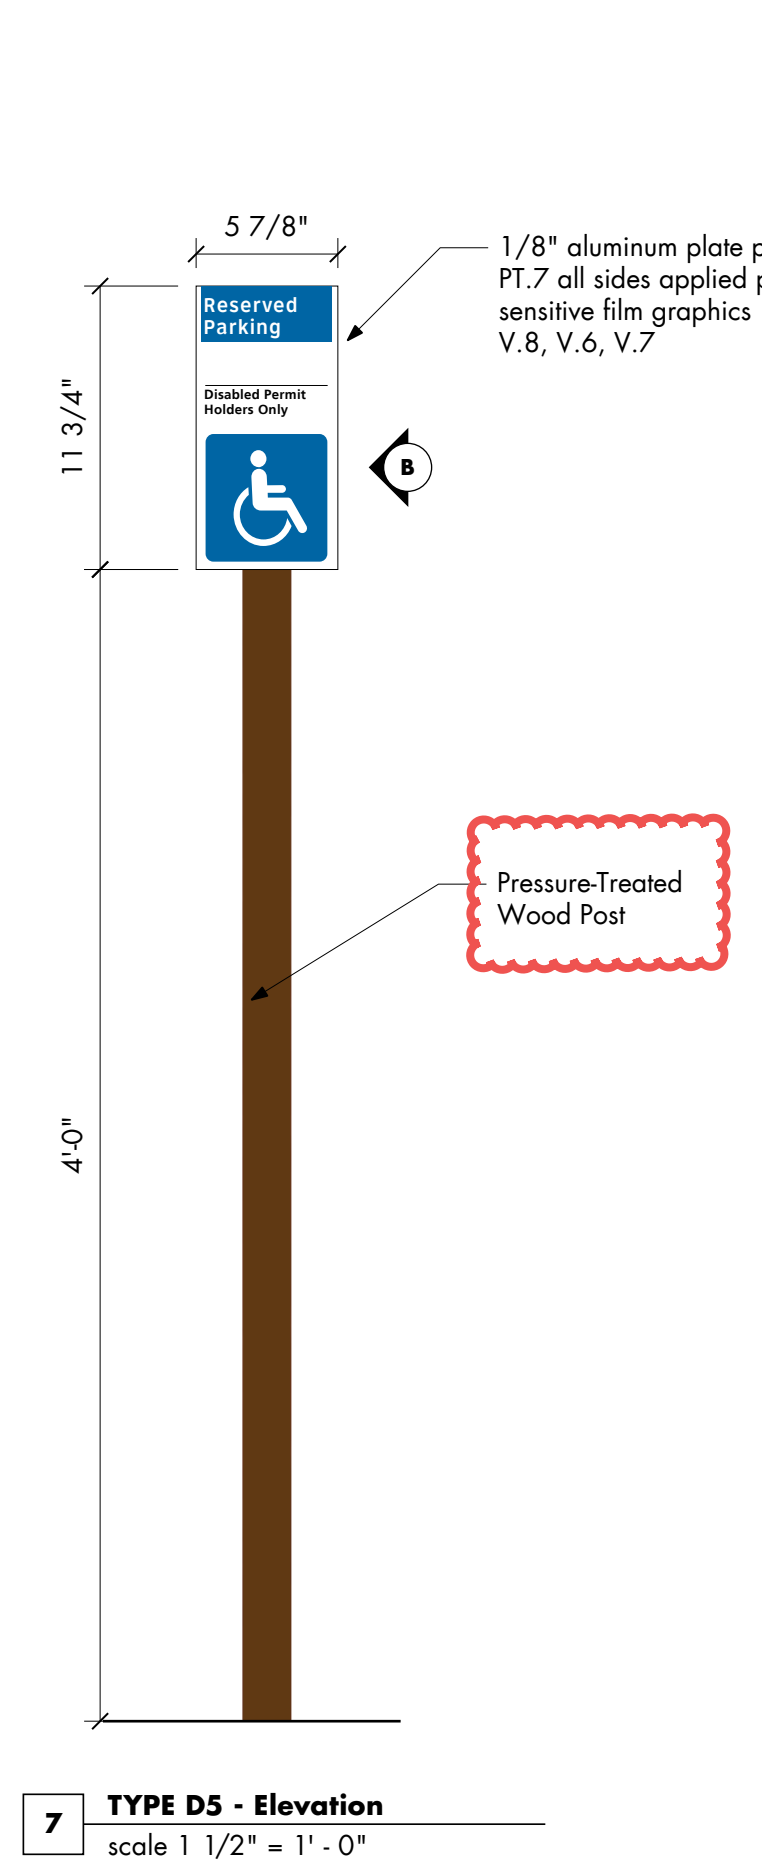 5 7/8"
1/8" aluminum plate
PT.7 all sides applied
sensitive film graphics
V.8, V.6, V.7
Reserved
Parking
11 3/4"
Disabled Permit
Holders Only
B
Pressure-Treated
Wood Post
4'-0"
7
TYPE D5 - Elevation
scale 1 1/2" = 1' - 0"